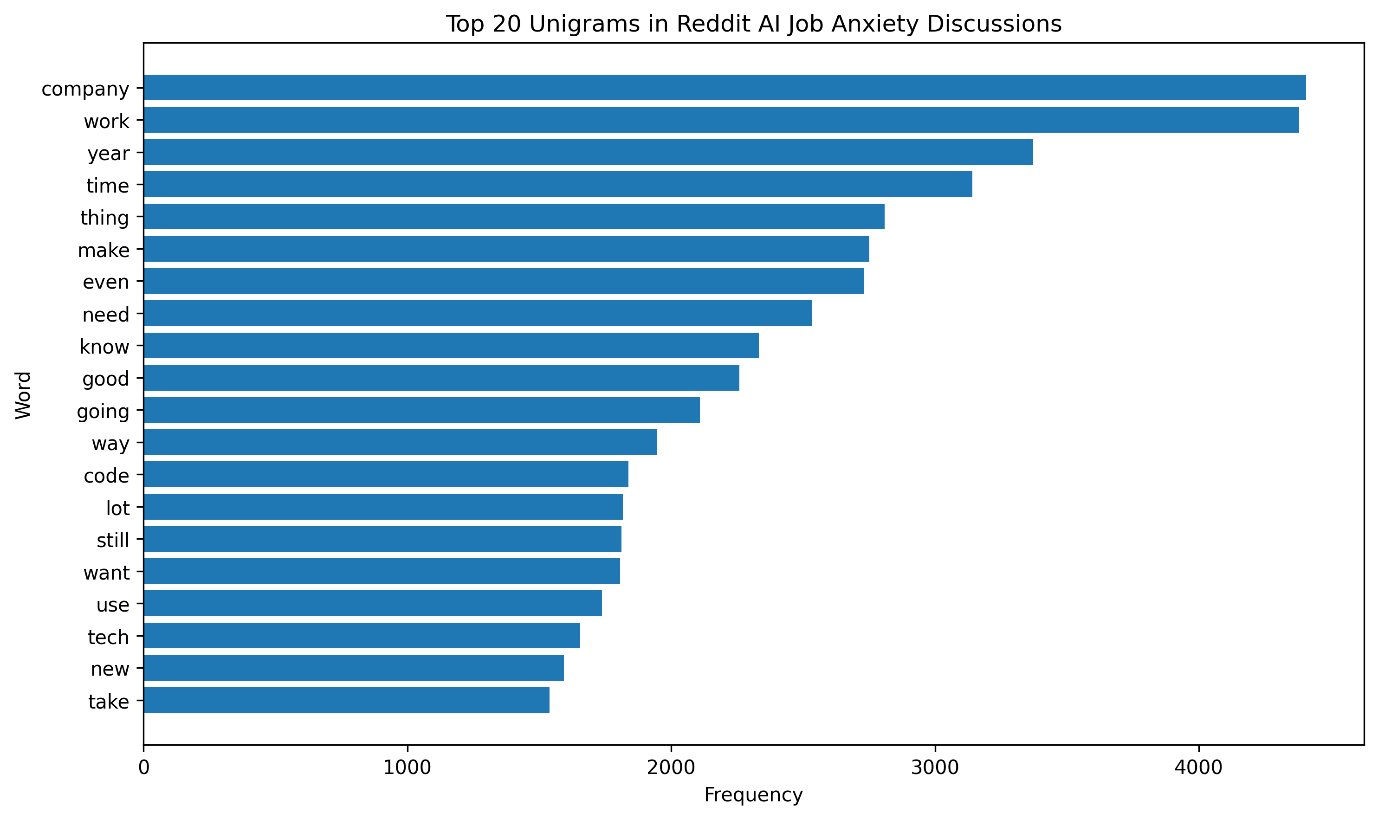 Top 20 Unigrams in Reddit AI Job Anxiety Discussions
company
work
year
time
thing
make
even
need
know
good
going
way
code
lot
still
want
use
tech
new
take
Word
0 1000 2000 3000 4000
Frequency